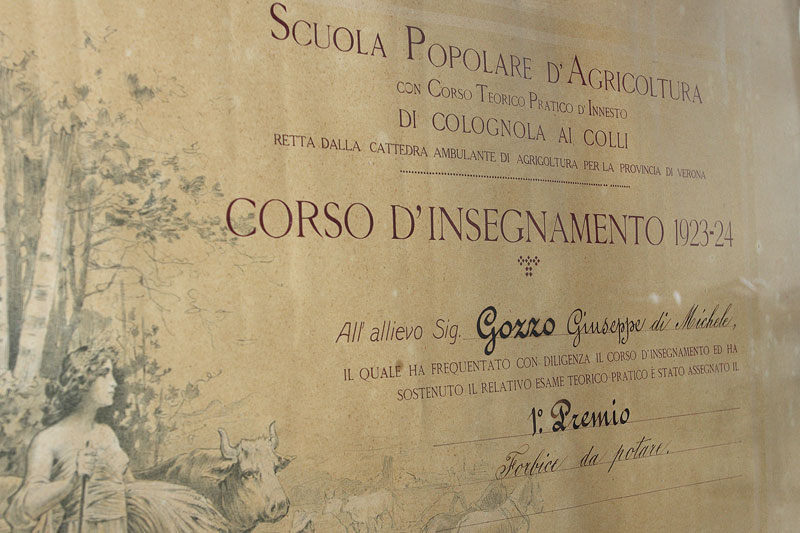 SCUOLA POPOLARE D'AGRICOLTURA
CON CORSO TEORICO PRATICO D'INNESTO
DI COLOGNOLA AI COLLI
RETTA DALLA CATTEDRA AMBULANTE DI AGRICOLTURA PER LA PROVINCIA DI VERONA
CORSO D'INSEGNAMENTO 1923-24
All'allievo Sig. Gozzo Giuseppe di Michele,
IL QUALE HA FREQUENTATO CON DILIGENZA IL CORSO D'INSEGNAMENTO ED HA
SOSTENUTO IL RELATIVO ESAME TEORICO PRATICO È STATO ASSEGNATO IL
1º. Premio
Forbice da potare.